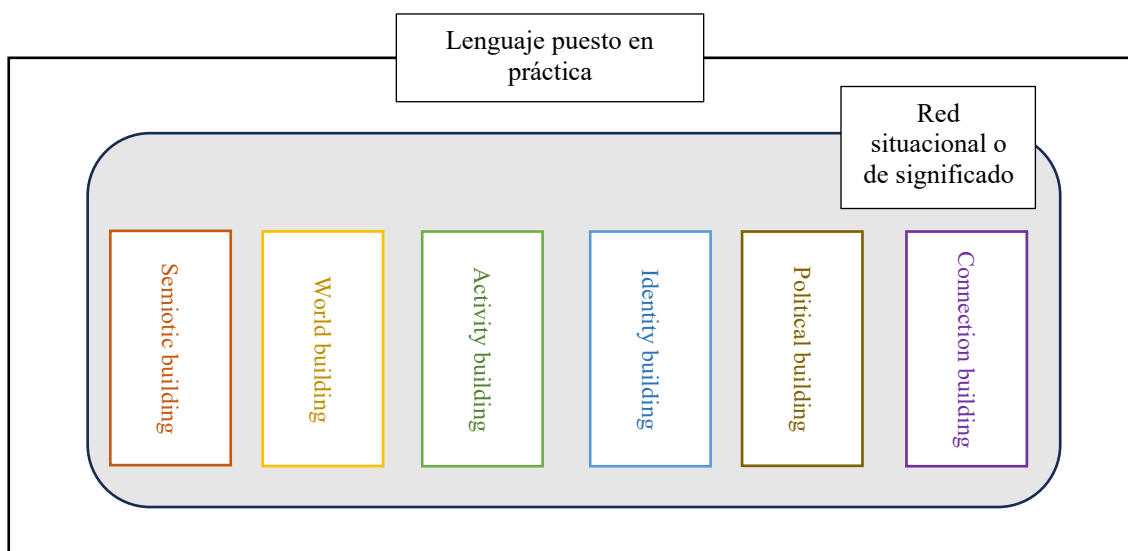 Lenguaje puesto en
práctica
Red
situacional o
de significado
Semiotic building
World building
Activity building
Identity building
Political building
Connection building